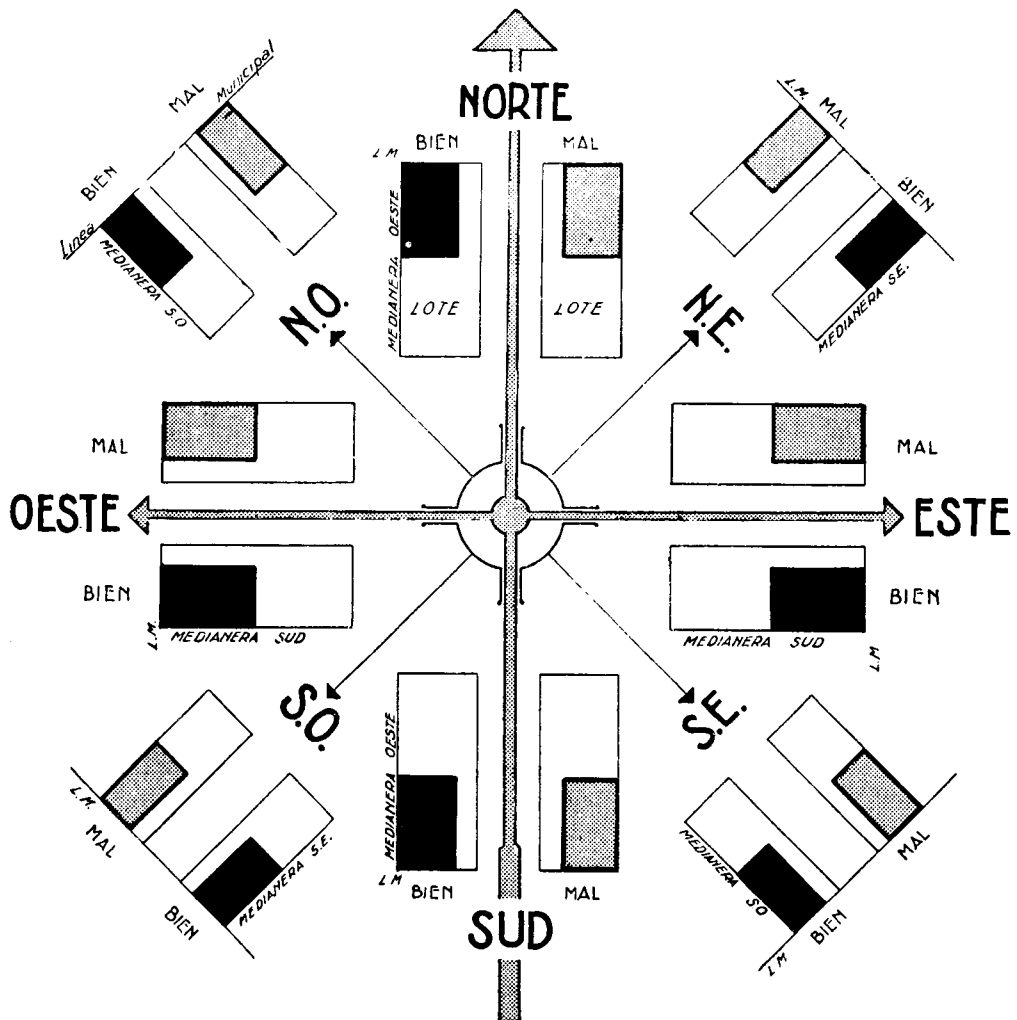 NORTE
MAL
Municipal
BIEN
Linea
MEDIANERA S.O
N.O.
BIEN
L M
MEDIANERA OESTE
LOTE
MAL
LOTE
L.M.
MAL
BIEN
MEDIANERA S.E.
N.E.
MAL
MAL
OESTE
ESTE
BIEN
L.M.
MEDIANERA SUD
MEDIANERA SUD
BIEN
L.M
S.O.
L.M.
MAL
BIEN
MEDIANERA S.E.
MEDIANERA OESTE
L M
BIEN
MAL
S.E.
MEDIANERA SO
L M
BIEN
MAL
SUD